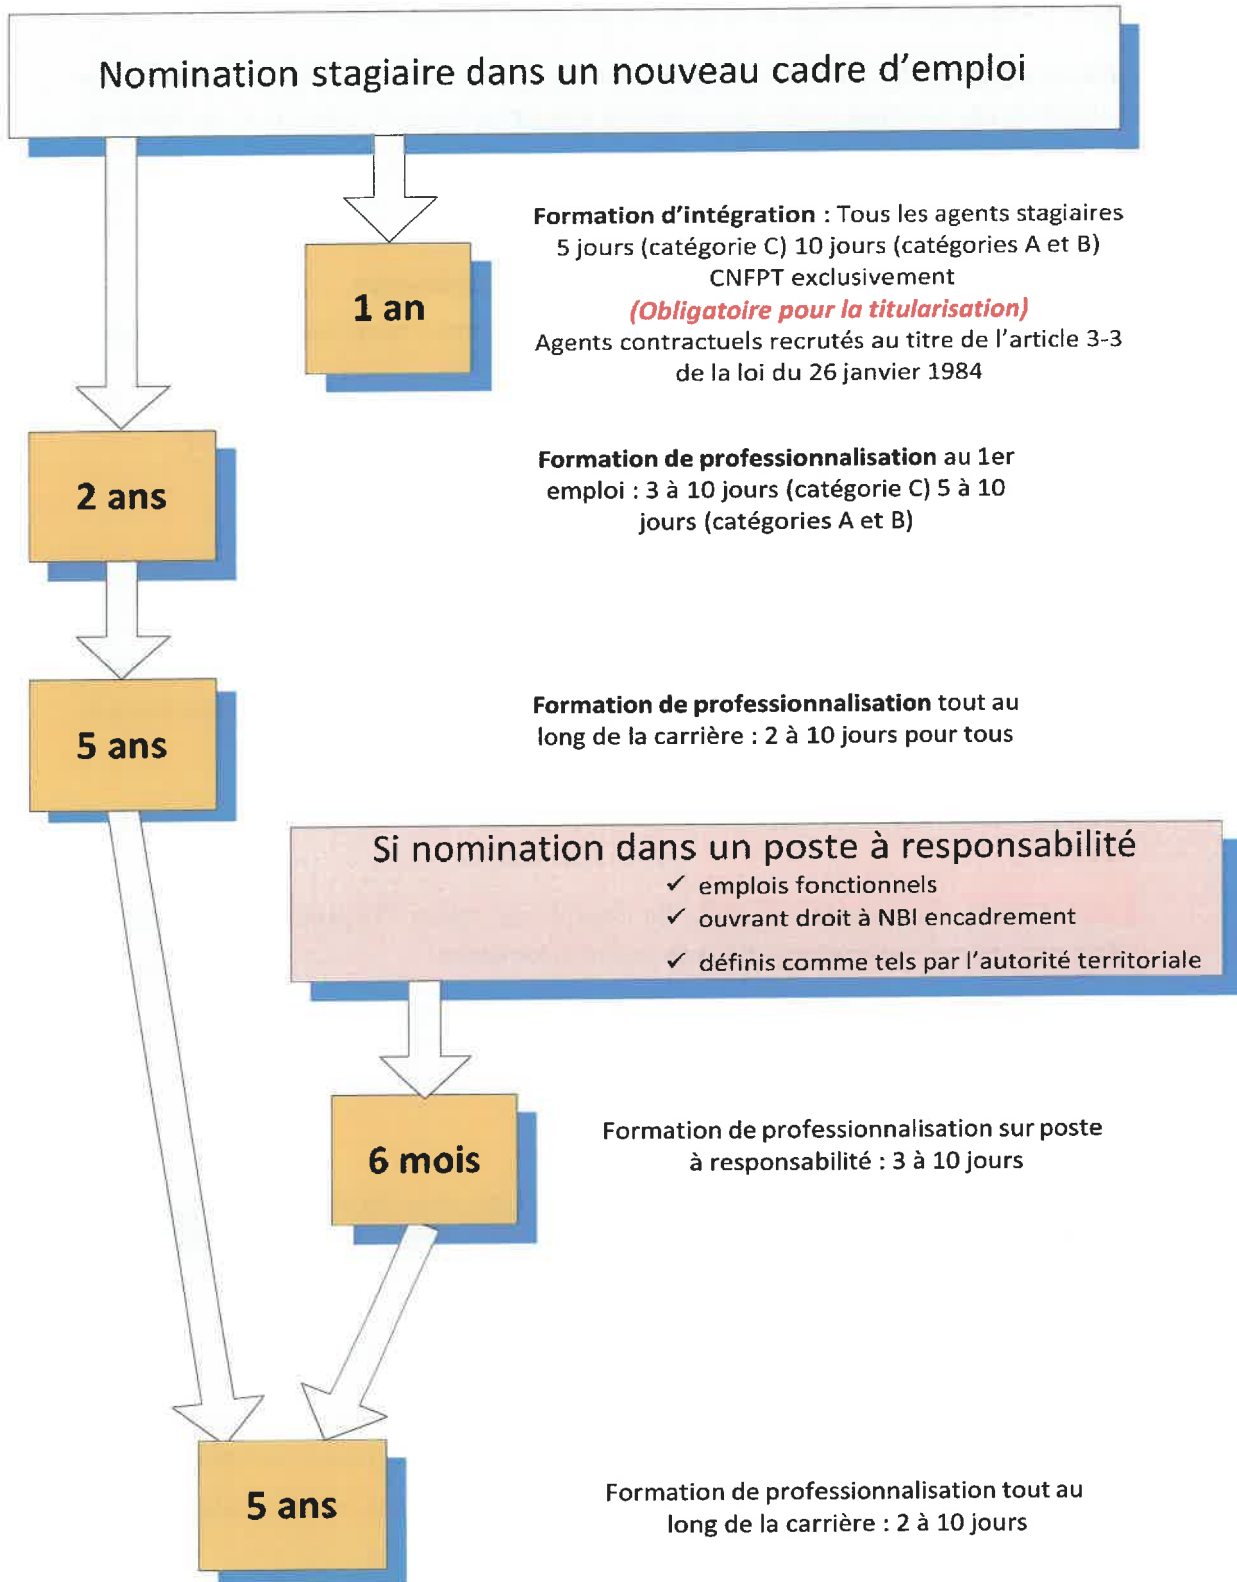 Nomination stagiaire dans un nouveau cadre d'emploi
Formation d'intégration : Tous les agents stagiaires
5 jours (catégorie C) 10 jours (catégories A et B)
CNFPT exclusivement
(Obligatoire pour la titularisation)
Agents contractuels recrutés au titre de l'article 3-3
de la loi du 26 janvier 1984
1 an
2 ans
Formation de professionnalisation au 1er
emploi : 3 à 10 jours (catégorie C) 5 à 10
jours (catégories A et B)
5 ans
Formation de professionnalisation tout au
long de la carrière : 2 à 10 jours pour tous
Si nomination dans un poste à responsabilité
✓ emplois fonctionnels
✓ ouvrant droit à NBI encadrement
✓ définis comme tels par l'autorité territoriale
6 mois
Formation de professionnalisation sur poste
à responsabilité : 3 à 10 jours
5 ans
Formation de professionnalisation tout au
long de la carrière : 2 à 10 jours